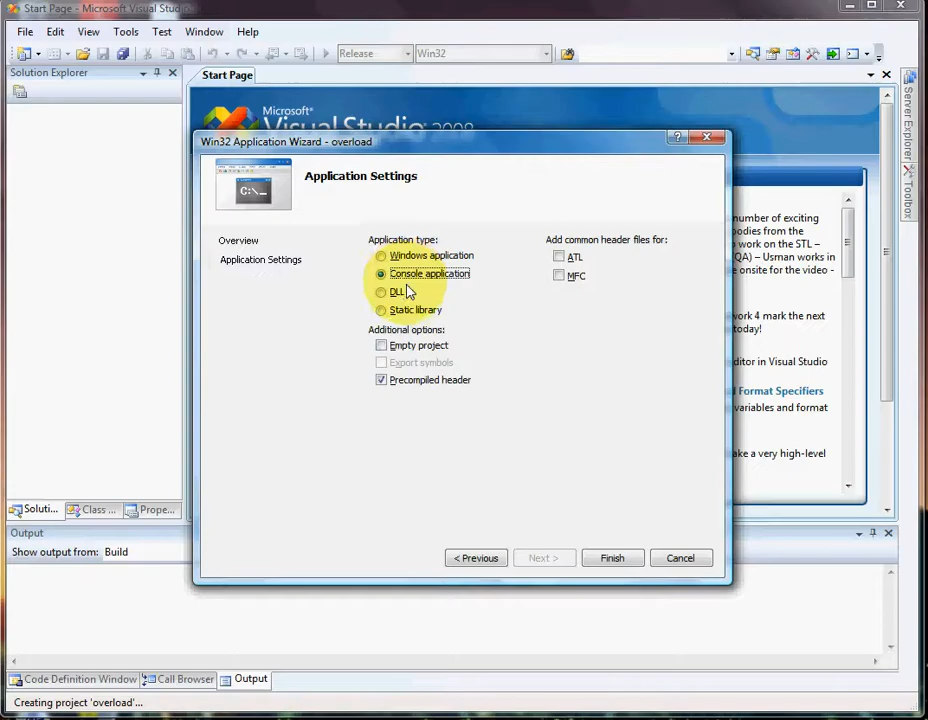 Start Page - Microsoft Visual Studio
File Edit View Tools Test Window Help
Release Win32
Solution Explorer
Start Page
Microsoft®
Visual Studio 2008
Win32 Application Wizard - overload
C:\_
Application Settings
Overview
Application Settings
Application type:
Windows application
Console application
DLL
Static library
Additional options:
Empty project
Export symbols
Precompiled header
Add common header files for:
ATL
MFC
< Previous Next > Finish Cancel
number of exciting
bodies from the
o work on the STL –
QA) – Usman works in
onsite for the video?
work 4 mark the next
today!
ditor in Visual Studio
Format Specifiers
variables and format
ake a very high-level
Server Explorer
Toolbox
Soluti... Class ... Prope...
Output
Show output from: Build
Code Definition Window Call Browser Output
Creating project 'overload'...